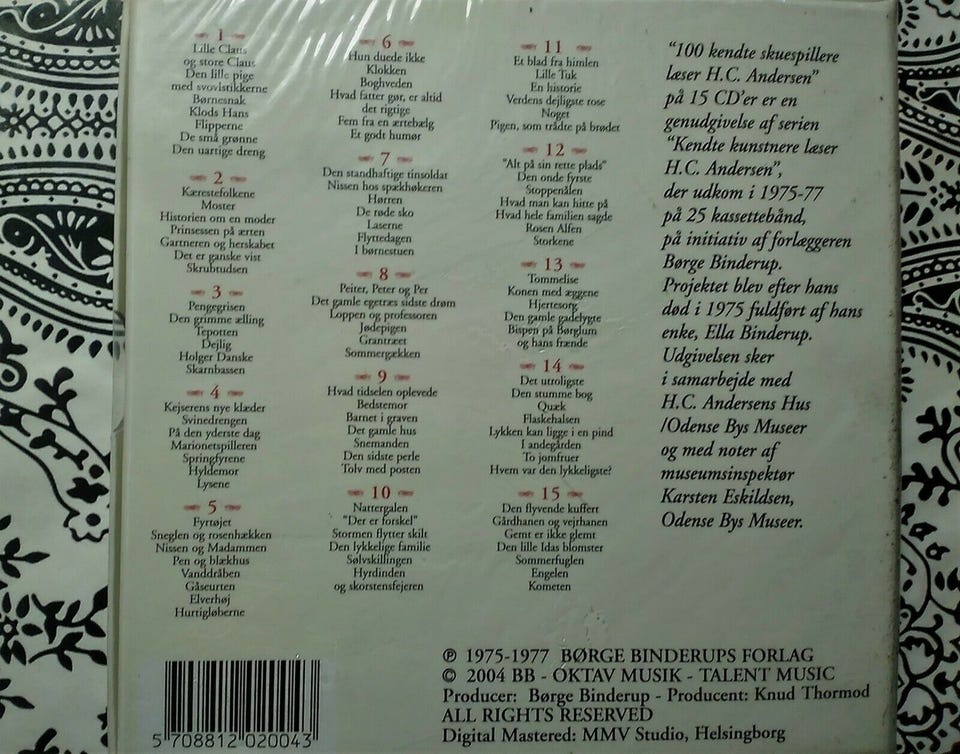 1
Lille Claus
og store Claus
Den lille pige
med svovlstikkerne
Børnesnak
Klods Hans
Flipperne
De små grønne
Den uartige dreng
2
Kærestefolkene
Moster
Historien om en moder
Prinsessen på ærten
Gartneren og herskabet
Det er ganske vist
Skrubtudsen
3
Pengegrisen
Den grimme ælling
Tepotten
Dejlig
Holger Danske
Skarnbassen
4
Kejserens nye klæder
Svinedrengen
På den yderste dag
Marionetspilleren
Springfyrene
Hyldemor
Lysene
5
Fyrtøjet
Sneglen og rosenhækken
Nissen og Madammen
Pen og blækhus
Vanddråben
Gåseurten
Elverhøj
Hurtigløberne
6
Hun duede ikke
Klokken
Boghveden
Hvad fatter gør, er altid
det rigtige
Fem fra en ærtebælg
Et godt humør
7
Den standhaftige tinsoldat
Nissen hos spækhøkeren
Hørren
De røde sko
Laserne
Flyttedagen
I børnestuen
8
Peiter, Peter og Per
Det gamle egetræs sidste drøm
Loppen og professoren
Jødepigen
Grantræet
Sommergækken
9
Hvad tidselen oplevede
Bedstemor
Barnet i graven
Det gamle hus
Snemanden
Den sidste perle
Tolv med posten
10
Nattergalen
"Der er forskel"
Stormen flytter skilt
Den lykkelige familie
Sølvskillingen
Hyrdinden
og skorstensfejeren
11
Et blad fra himlen
Lille Tuk
En historie
Verdens dejligste rose
Noget
Pigen, som trådte på brødet
12
"Alt på sin rette plads"
Den onde fyrste
Stoppenålen
Hvad man kan hitte på
Hvad hele familien sagde
Rosen Alfen
Storkene
13
Tommelise
Konen med æggene
Hjertesorg
Den gamle gadeløgte
Bispen på Børglum
og hans frænde
14
Det utroligste
Den stumme bog
Quæk
Flaskehalsen
Lykken kan ligge i en pind
I andegården
To jomfruer
Hvem var den lykkeligste?
15
Den flyvende kuffert
Gårdhanen og vejrhanen
Gemt er ikke glemt
Den lille Idas blomster
Sommerfuglen
Engelen
Kometen
"100 kendte skuespillere
læser H.C. Andersen"
på 15 CD'er er en
genudgivelse af serien
"Kendte kunstnere læser
H.C. Andersen",
der udkom i 1975-77
på 25 kassettebånd,
på initiativ af forlæggeren
Børge Binderup.
Projektet blev efter hans
død i 1975 fuldført af hans
enke, Ella Binderup.
Udgivelsen sker
i samarbejde med
H.C. Andersens Hus
/Odense Bys Museer
og med noter af
museumsinspektør
Karsten Eskildsen,
Odense Bys Museer.
℗ 1975-1977 BØRGE BINDERUPS FORLAG
© 2004 BB - OKTAV MUSIK - TALENT MUSIC
Producer: Børge Binderup - Producent: Knud Thormod
ALL RIGHTS RESERVED
Digital Mastered: MMV Studio, Helsingborg
5 708812 020043